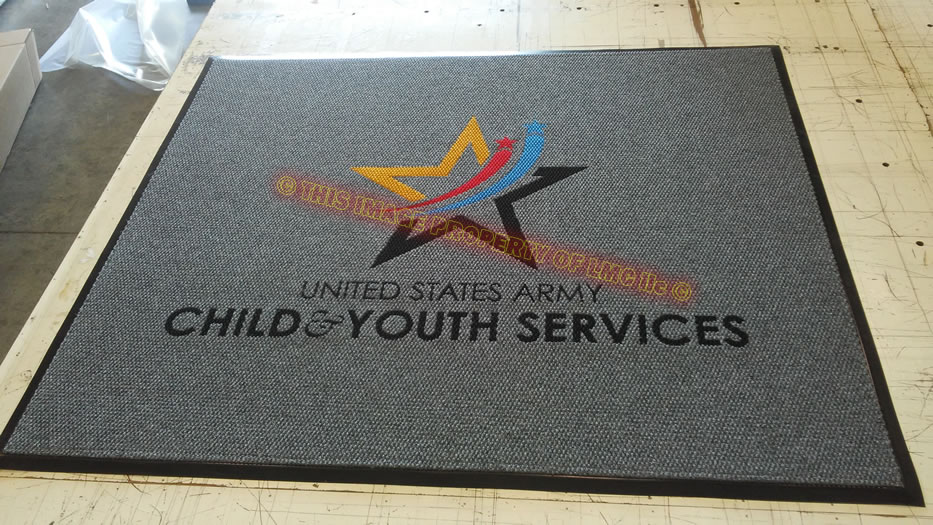 © THIS IMAGE PROPERTY OF LMC llc ©
UNITED STATES ARMY
CHILD & YOUTH SERVICES